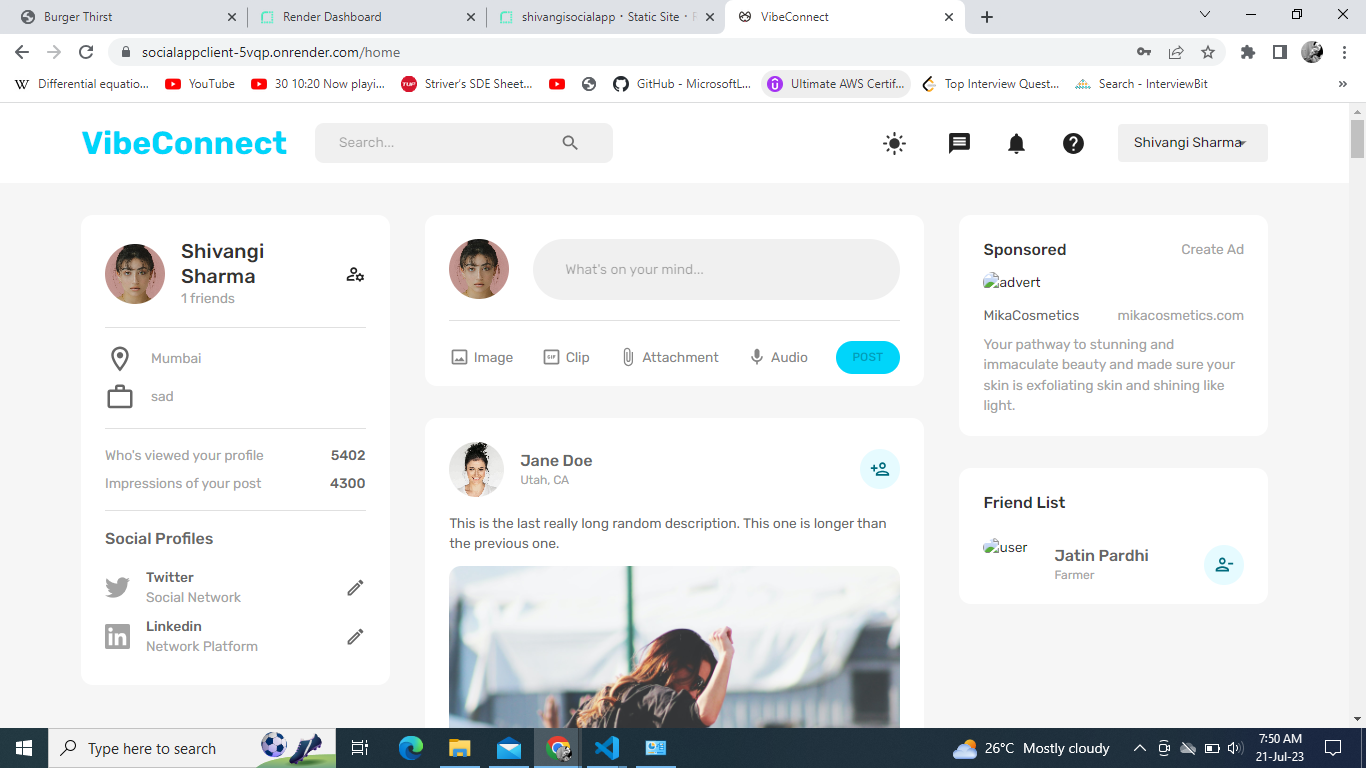 Burger Thirst
Render Dashboard
shivangisocialapp · Static Site ·
VibeConnect
socialappclient-5vqp.onrender.com/home
Differential equatio...
YouTube
30 10:20 Now playi...
Striver's SDE Sheet...
GitHub - MicrosoftL...
Ultimate AWS Certif...
Top Interview Quest...
Search - InterviewBit
»
VibeConnect
Search...
Shivangi Sharma
Shivangi
Sharma
1 friends
Mumbai
sad
Who's viewed your profile 5402
Impressions of your post 4300
Social Profiles
Twitter
Social Network
Linkedin
Network Platform
What's on your mind...
Image
GIF
Clip
Attachment
Audio
POST
Jane Doe
Utah, CA
This is the last really long random description. This one is longer than
the previous one.
Sponsored
Create Ad
advert
MikaCosmetics
mikacosmetics.com
Your pathway to stunning and
immaculate beauty and made sure your
skin is exfoliating skin and shining like
light.
Friend List
user
Jatin Pardhi
Farmer
Type here to search
26°C Mostly cloudy
7:50 AM
21-Jul-23